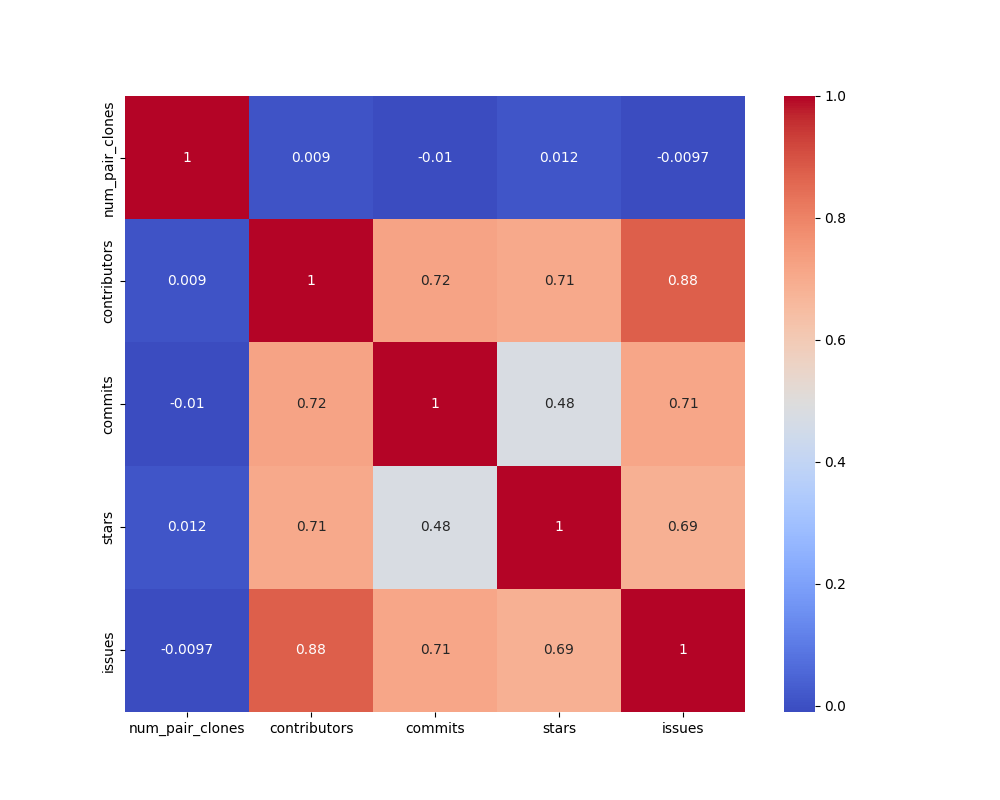 num_pair_clones 1 0.009 -0.01 0.012 -0.0097
contributors 0.009 1 0.72 0.71 0.88
commits -0.01 0.72 1 0.48 0.71
stars 0.012 0.71 0.48 1 0.69
issues -0.0097 0.88 0.71 0.69 1
num_pair_clones contributors commits stars issues
1.0
0.8
0.6
0.4
0.2
0.0